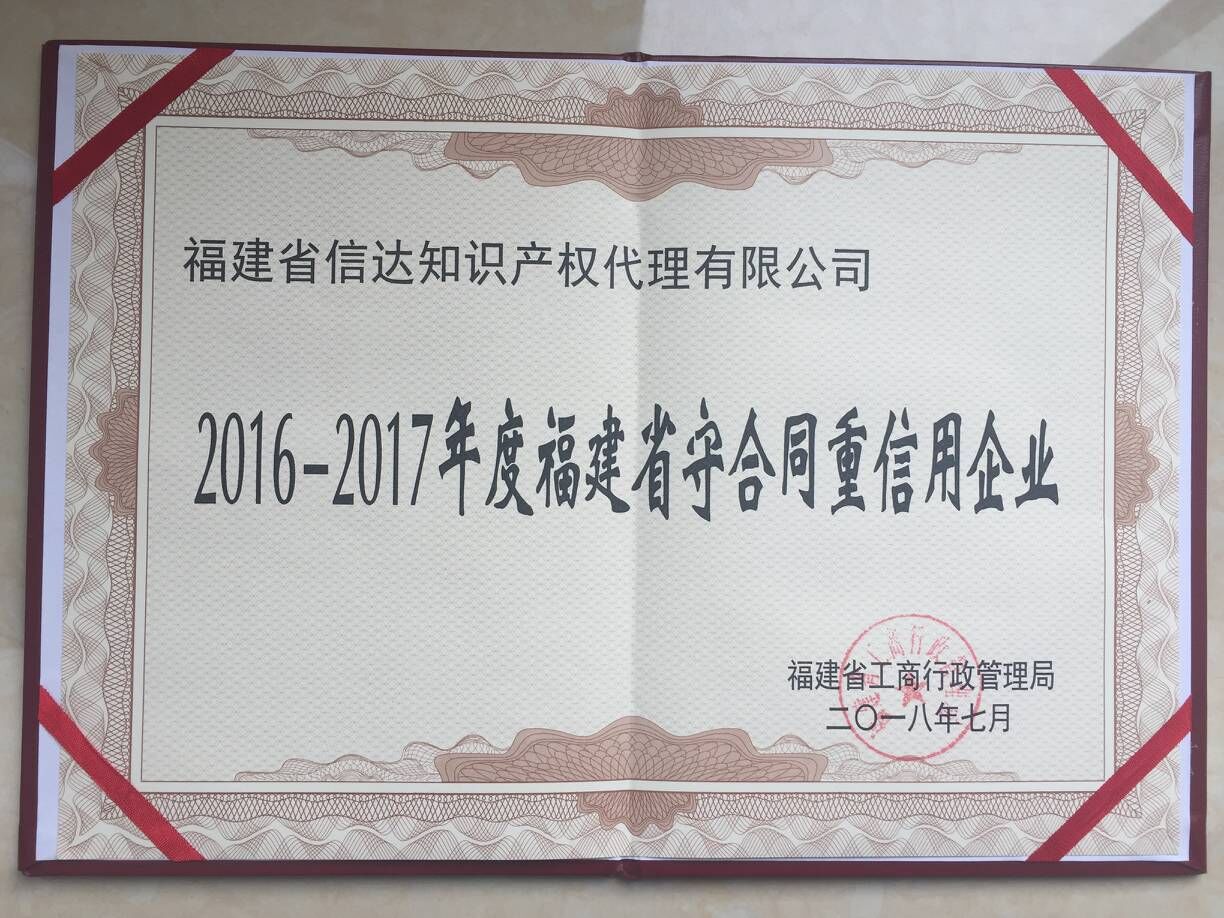 福建省信达知识产权代理有限公司
2016-2017年度福建省守合同重信用企业
福建省工商行政管理局
二〇一八年七月